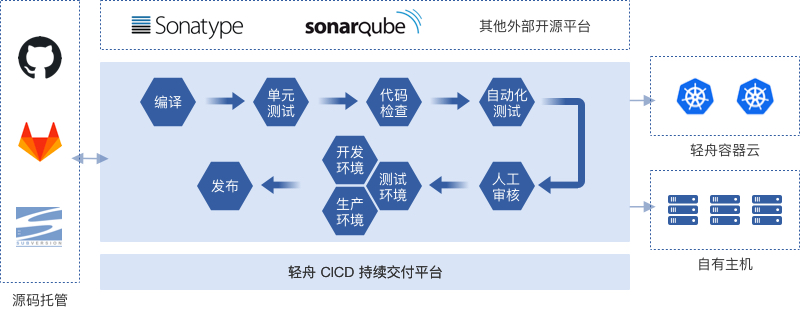 Sonatype
sonarqube
其他外部开源平台
编译
单元
测试
代码
检查
自动化
测试
人工
审核
开发
环境
测试
环境
生产
环境
发布
轻舟 CICD 持续交付平台
SUBVERSION
源码托管
轻舟容器云
自有主机